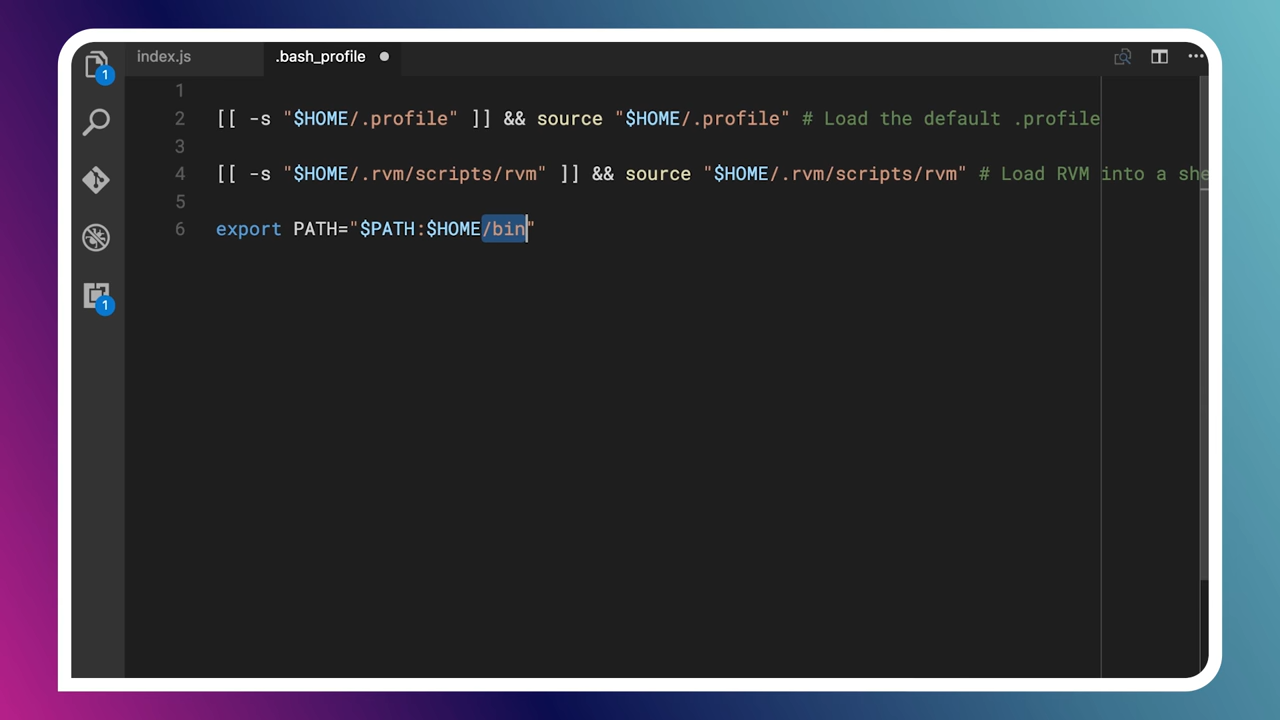 index.js
.bash_profile
1
1
2 [[ -s "$HOME/.profile" ]] && source "$HOME/.profile" # Load the default .profile
3
4 [[ -s "$HOME/.rvm/scripts/rvm" ]] && source "$HOME/.rvm/scripts/rvm" # Load RVM into a she
5
6 export PATH="$PATH:$HOME/bin"
1